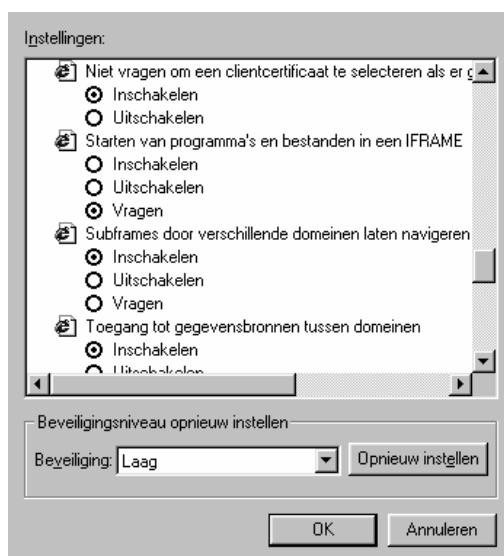 Instellingen:
Niet vragen om een clientcertificaat te selecteren als er
Inschakelen
Uitschakelen
Starten van programma's en bestanden in een IFRAME
Inschakelen
Uitschakelen
Vragen
Subframes door verschillende domeinen laten navigeren
Inschakelen
Uitschakelen
Vragen
Toegang tot gegevensbronnen tussen domeinen
Inschakelen
Uitschakelen
Beveiligingsniveau opnieuw instellen
Beveiliging: Laag Opnieuw instellen
OK Annuleren